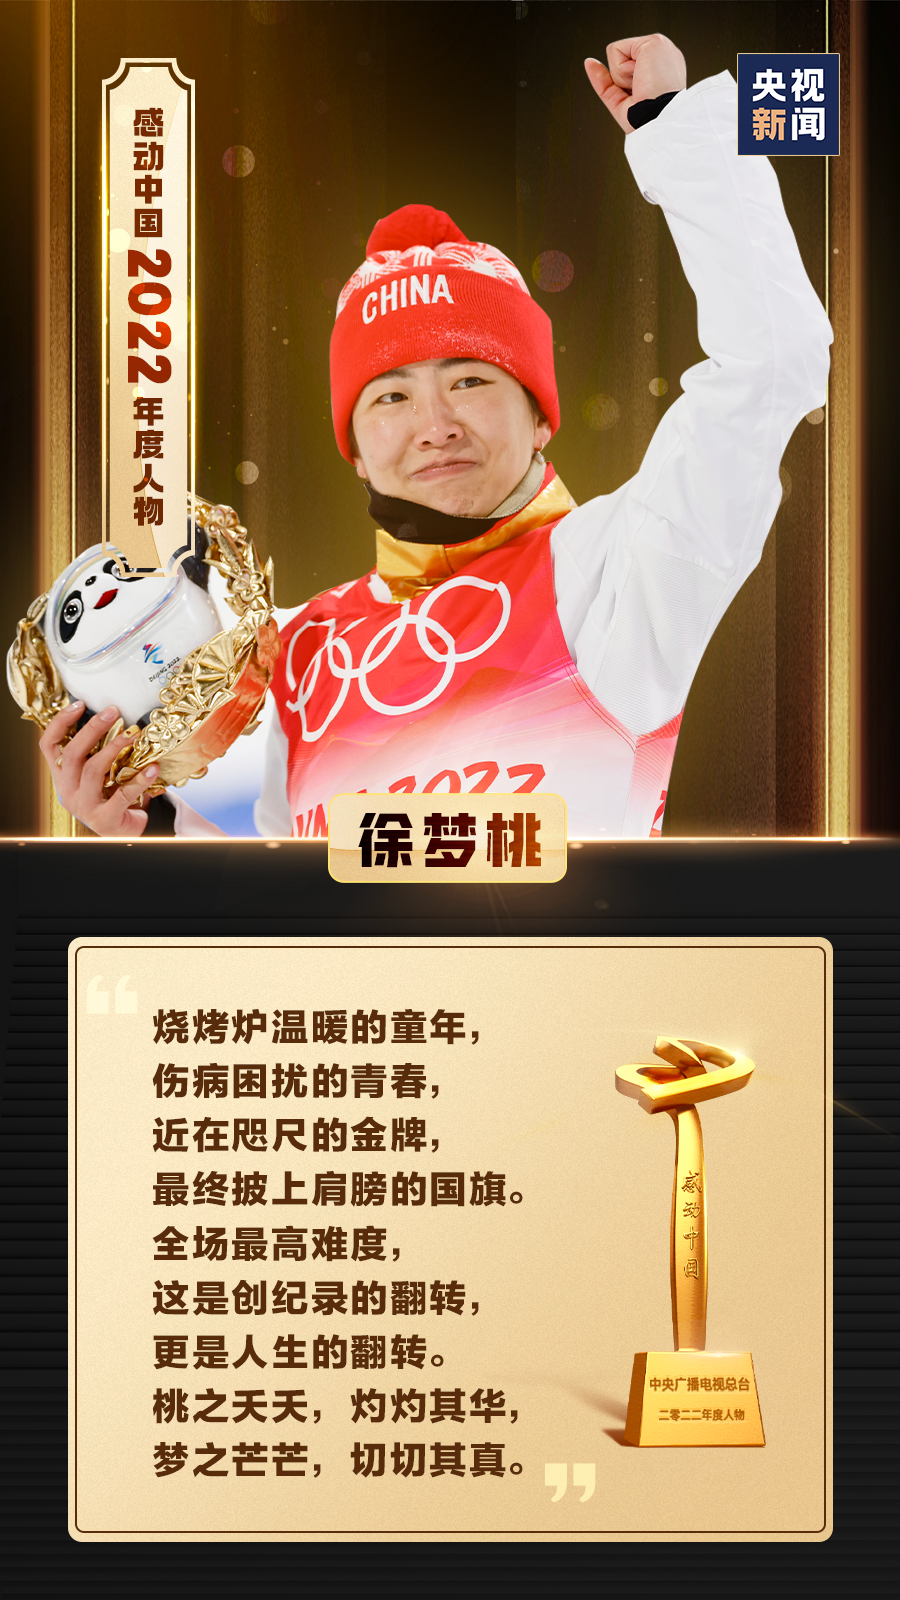 感动中国2022年度人物
央视
新闻
CHINA
BEIJING 2022
2022
徐梦桃
烧烤炉温暖的童年，
伤病困扰的青春，
近在咫尺的金牌，
最终披上肩膀的国旗。
全场最高难度，
这是创纪录的翻转，
更是人生的翻转。
桃之夭夭，灼灼其华，
梦之芒芒，切切其真。
感动中国
中央广播电视总台
二零二二年度人物